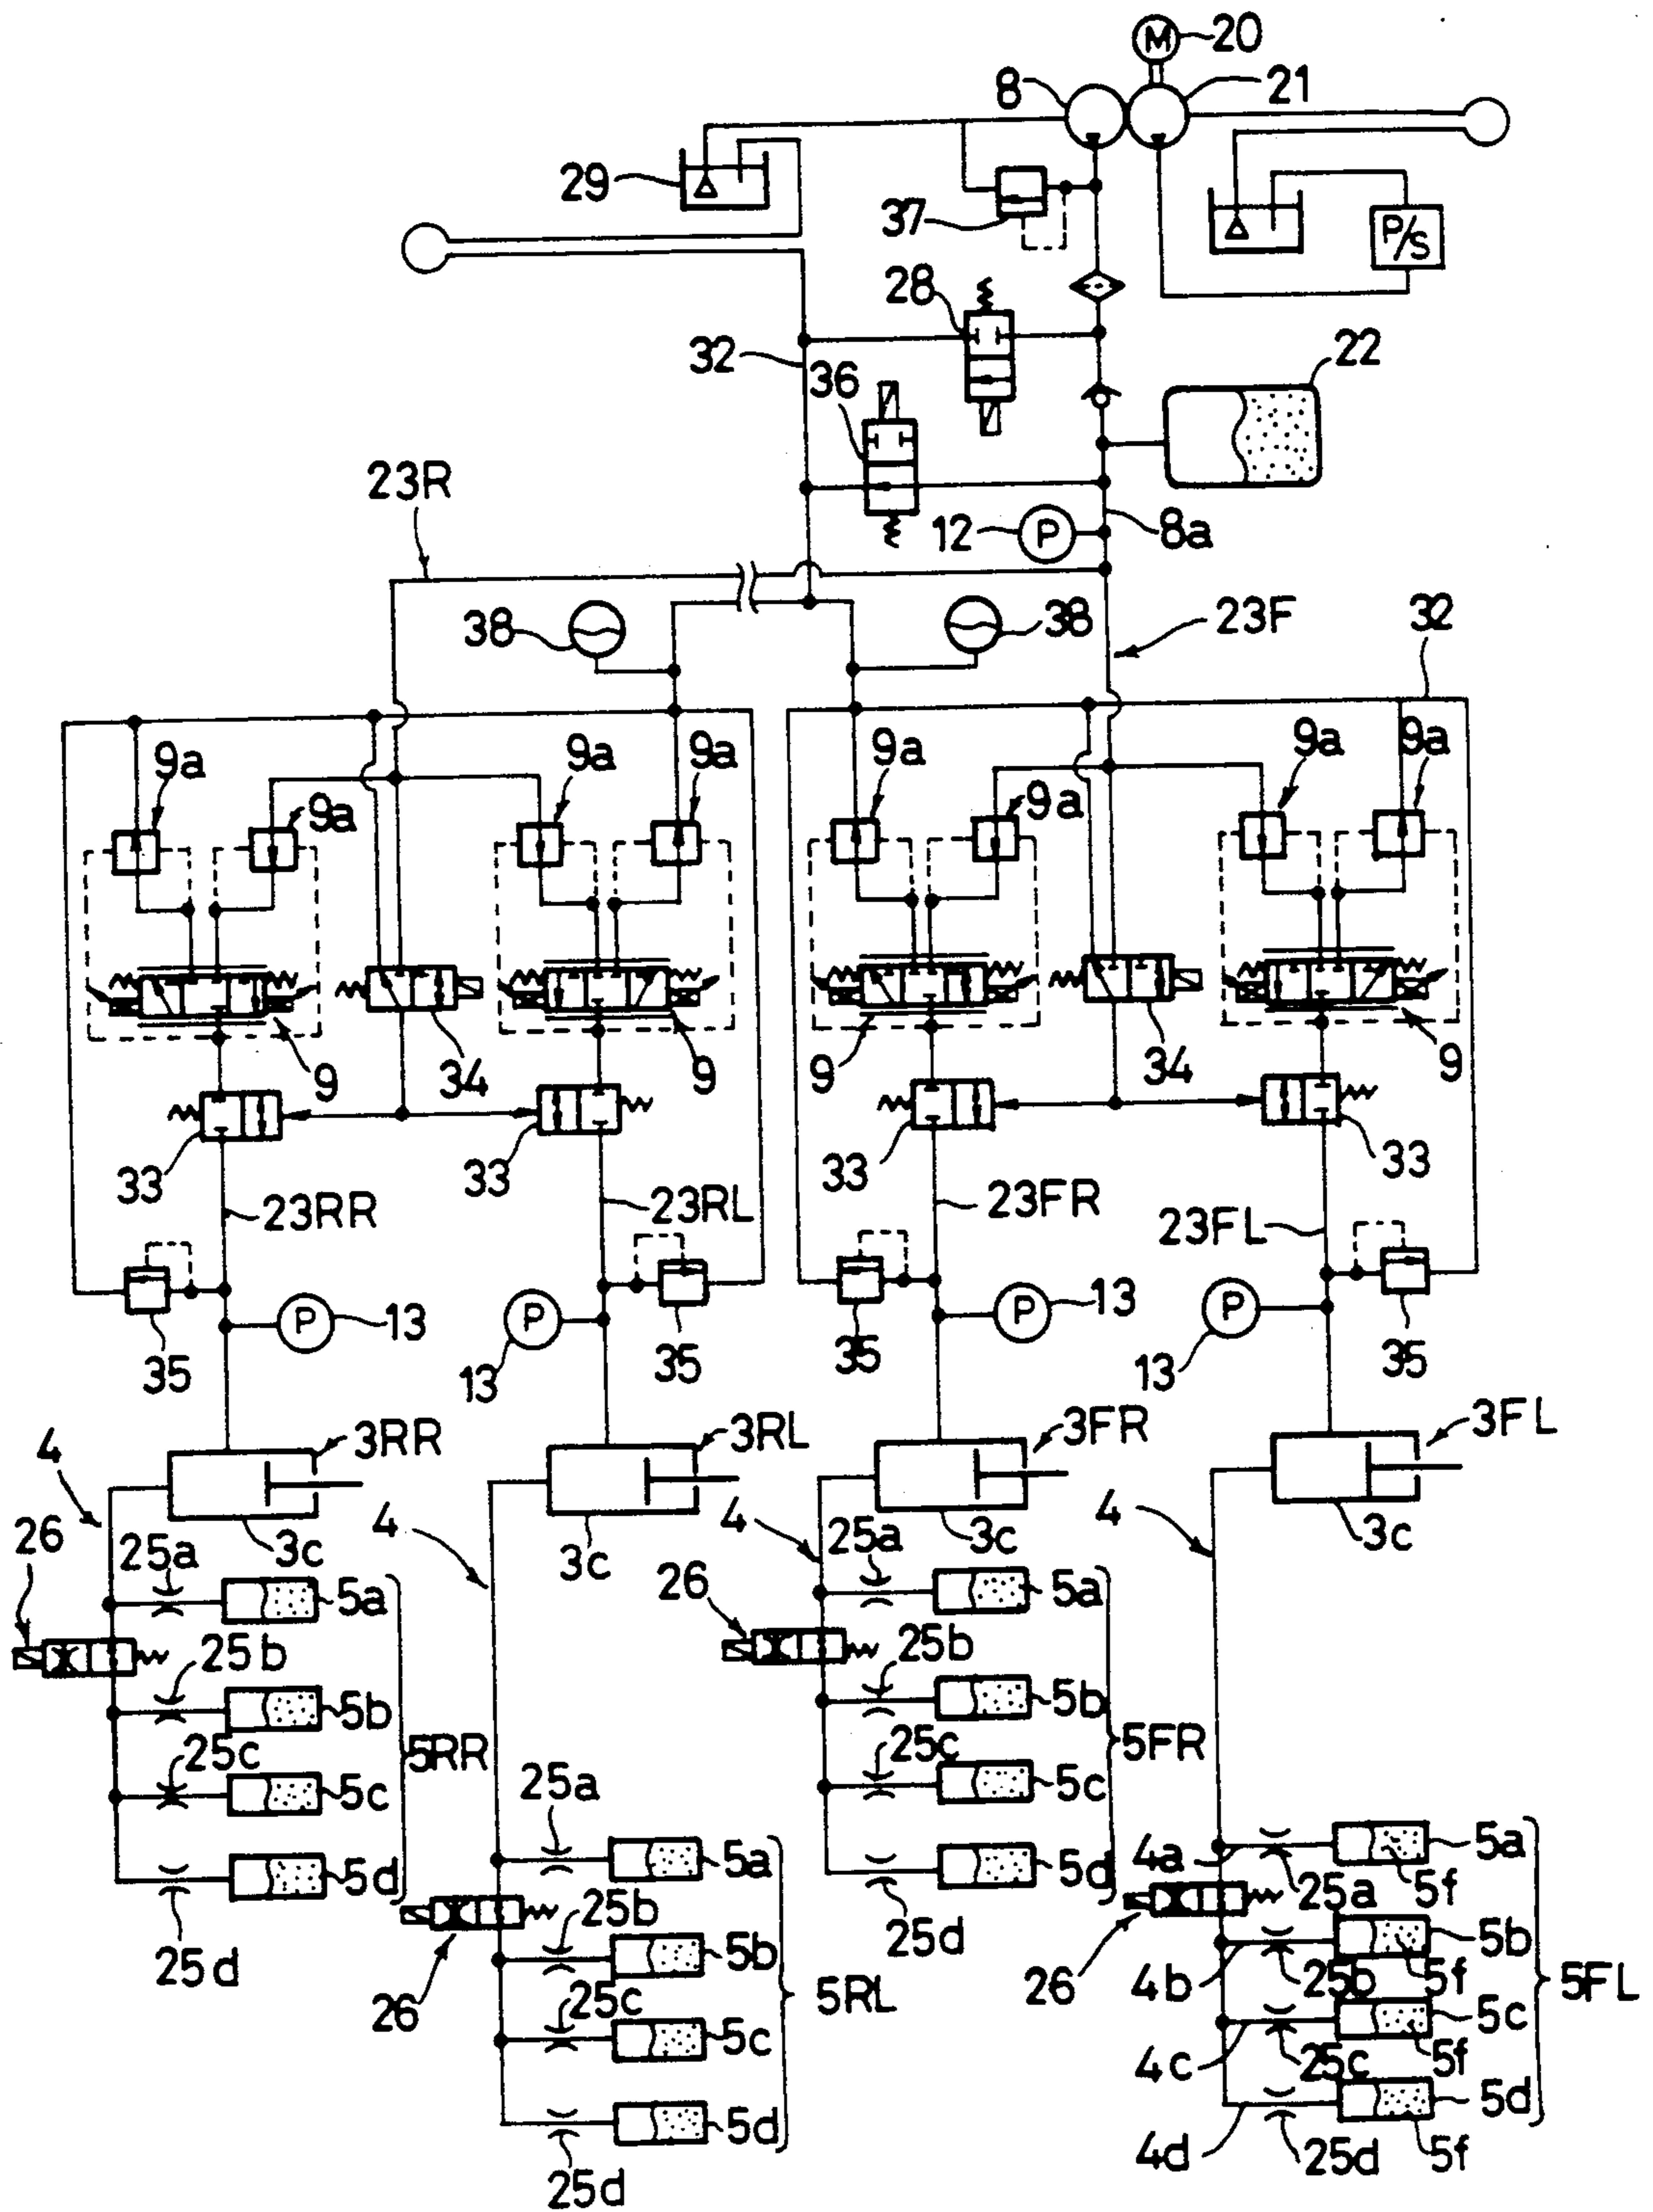 M 20
8 21
29
37
P/S
28
22
32
36
23R
12 P 8a
38 38 23F 32
9a 9a 9a 9a 9a 9a
9a 9a
9 34 9 9 34 9
33 33 33 33
23RR 23RL 23FR 23FL
P 13 P P 13 P
35 13 35 35 13 35
4 3RR 3RL 3FR 3FL
26 25a 3c 4 3c 4 25a 3c 4 3c
5a 26 5a
25b 25b
5b 5b
25c 5RR 25c 5FR
5c 25a 5c
5d 5a 5d 4a 5a
25d 25b 25d 25a 5f
26 5b 26 4b 25b 5f 5b
25c 5RL 5c 5FL
5c 4c 25c 5f
5d 5d
25d 4d 25d 5f